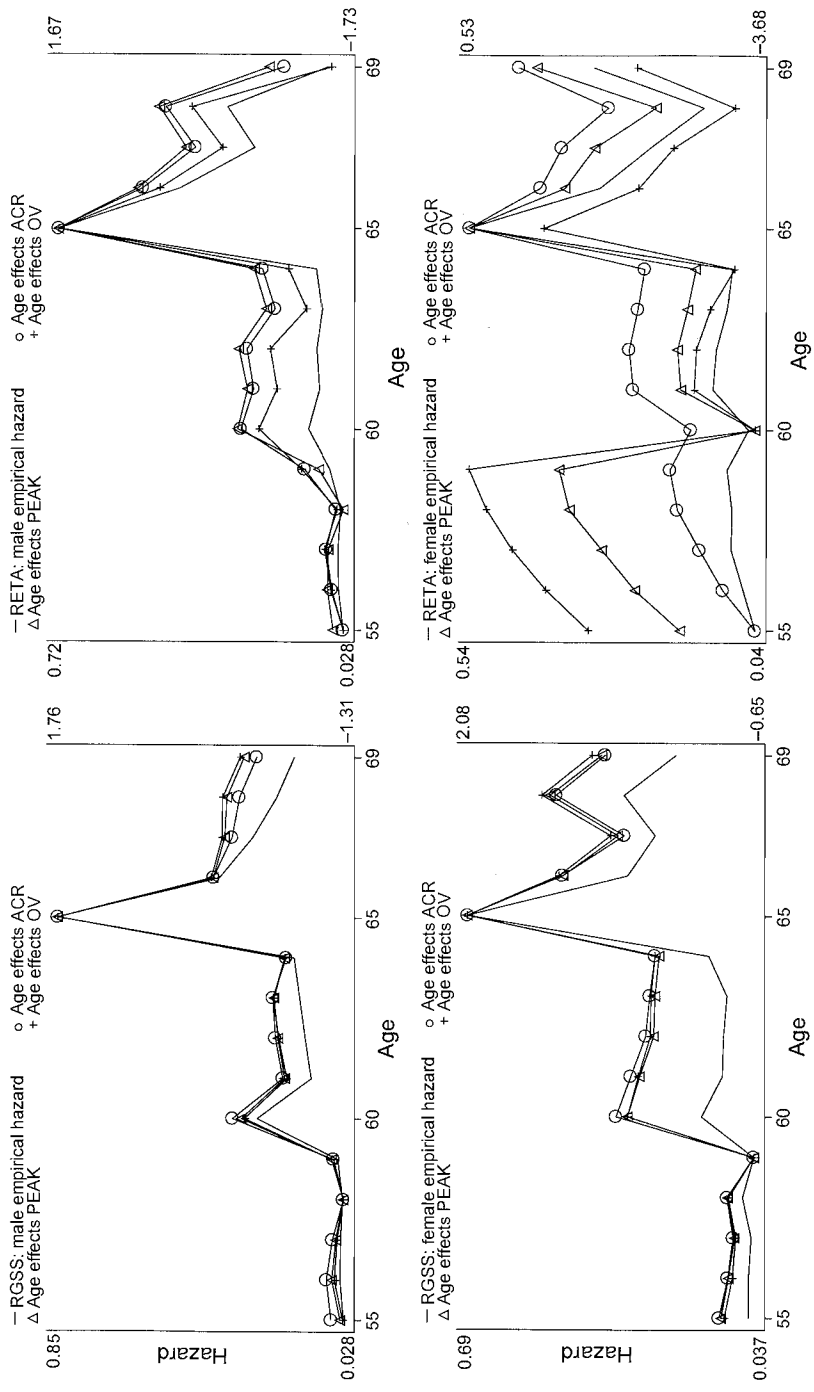 — RGSS: male empirical hazard ○ Age effects ACR
△ Age effects PEAK + Age effects OV
0.85 1.76
Hazard
0.028 -1.31
55 60 65 69
Age
— RETA: male empirical hazard ○ Age effects ACR
△ Age effects PEAK + Age effects OV
0.72 1.67
0.028 -1.73
55 60 65 69
Age
— RGSS: female empirical hazard ○ Age effects ACR
△ Age effects PEAK + Age effects OV
0.69 2.08
Hazard
0.037 -0.65
55 60 65 69
Age
— RETA: female empirical hazard ○ Age effects ACR
△ Age effects PEAK + Age effects OV
0.54 0.53
0.04 -3.68
55 60 65 69
Age